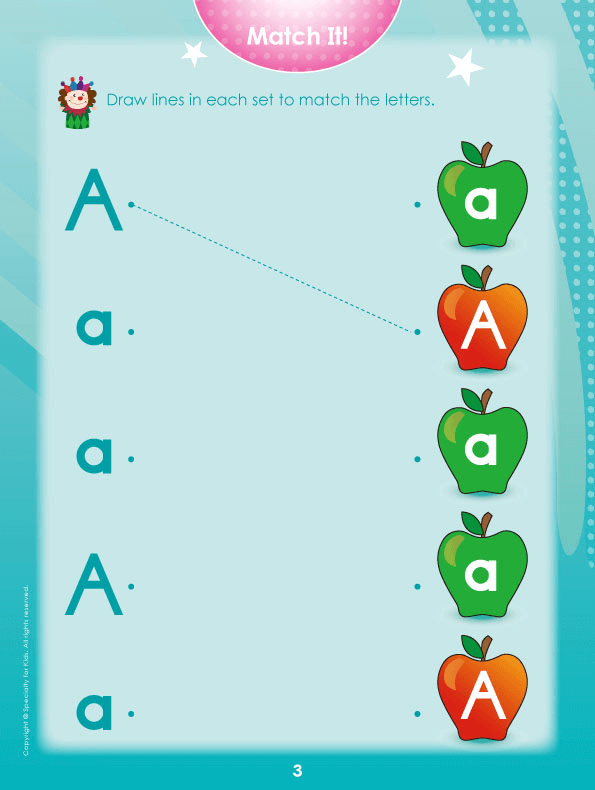 Match It!
Draw lines in each set to match the letters.
A a
a A
a a
A a
a A
Copyright © Specialty for Kids. All rights reserved.
3